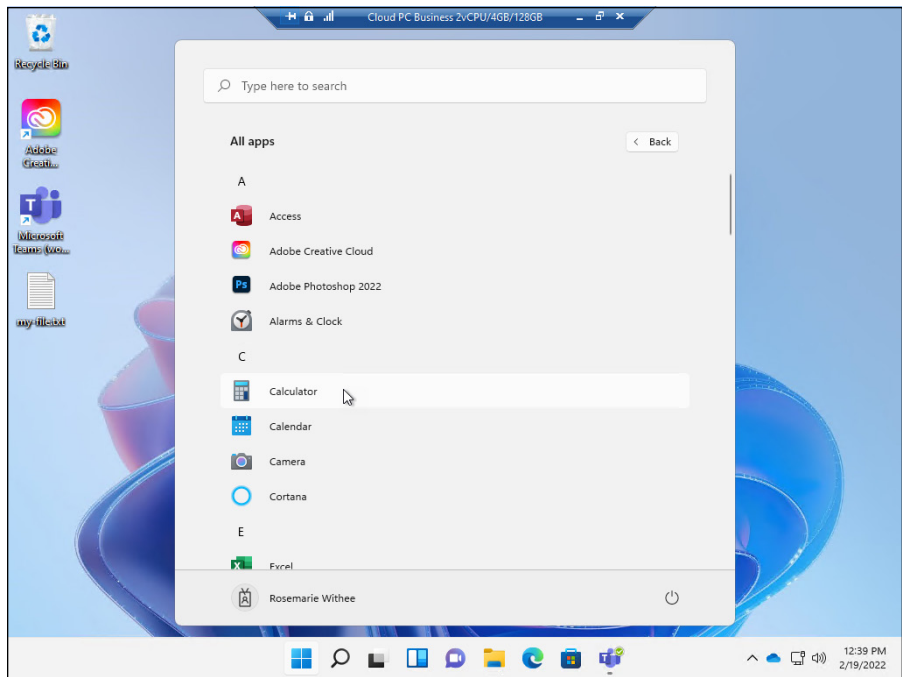 Cloud PC Business 2vCPU/4GB/128GB
Recycle Bin
Adobe
Creati...
Microsoft
Teams (wo...
my-file.txt
Type here to search
All apps
Back
A
Access
Adobe Creative Cloud
Ps
Adobe Photoshop 2022
Alarms & Clock
C
Calculator
Calendar
Camera
Cortana
E
Excel
Rosemarie Withee
12:39 PM
2/19/2022